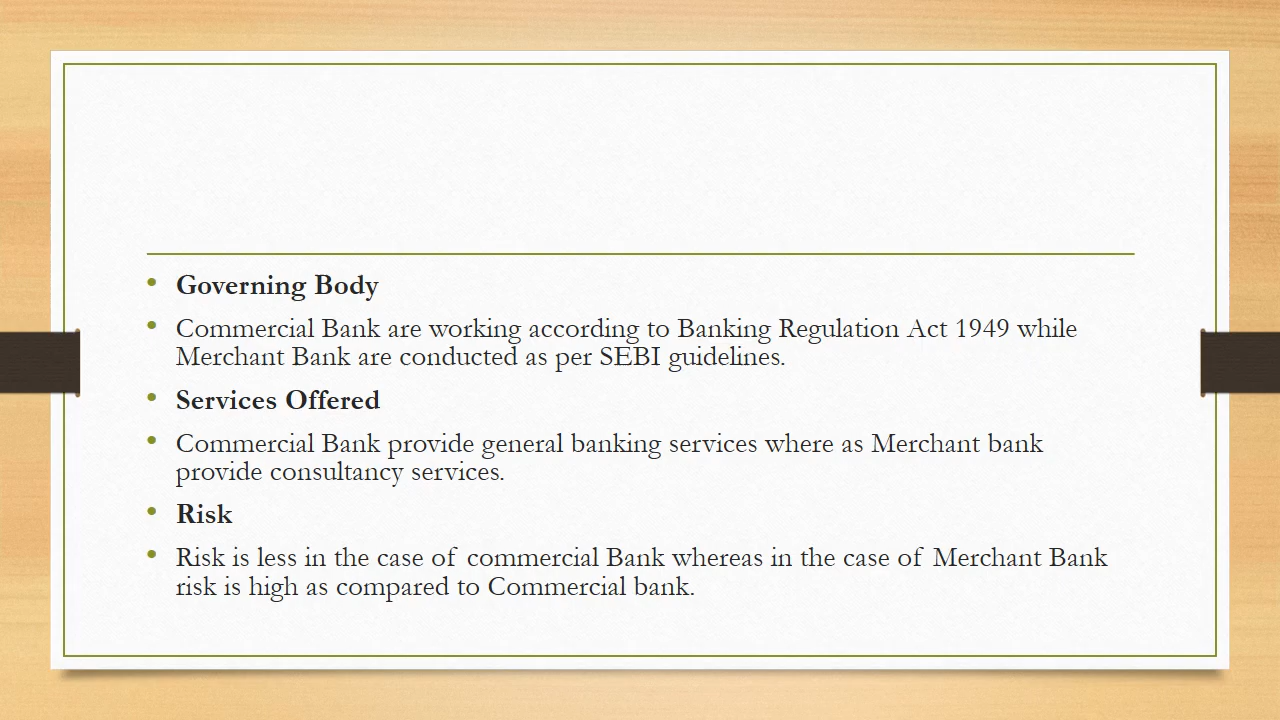 • Governing Body
• Commercial Bank are working according to Banking Regulation Act 1949 while
Merchant Bank are conducted as per SEBI guidelines.
• Services Offered
• Commercial Bank provide general banking services where as Merchant bank
provide consultancy services.
• Risk
• Risk is less in the case of commercial Bank whereas in the case of Merchant Bank
risk is high as compared to Commercial bank.